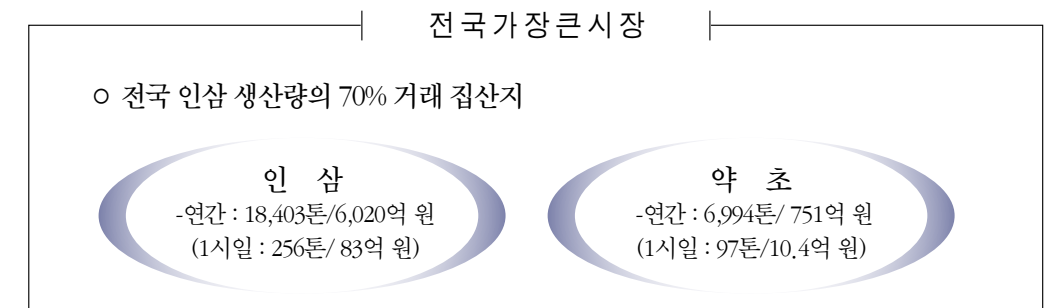 전국가장큰시장
○ 전국 인삼 생산량의 70% 거래 집산지
인 삼
-연간 : 18,403톤/6,020억 원
(1시일 : 256톤/ 83억 원)
약 초
-연간 : 6,994톤/ 751억 원
(1시일 : 97톤/10.4억 원)